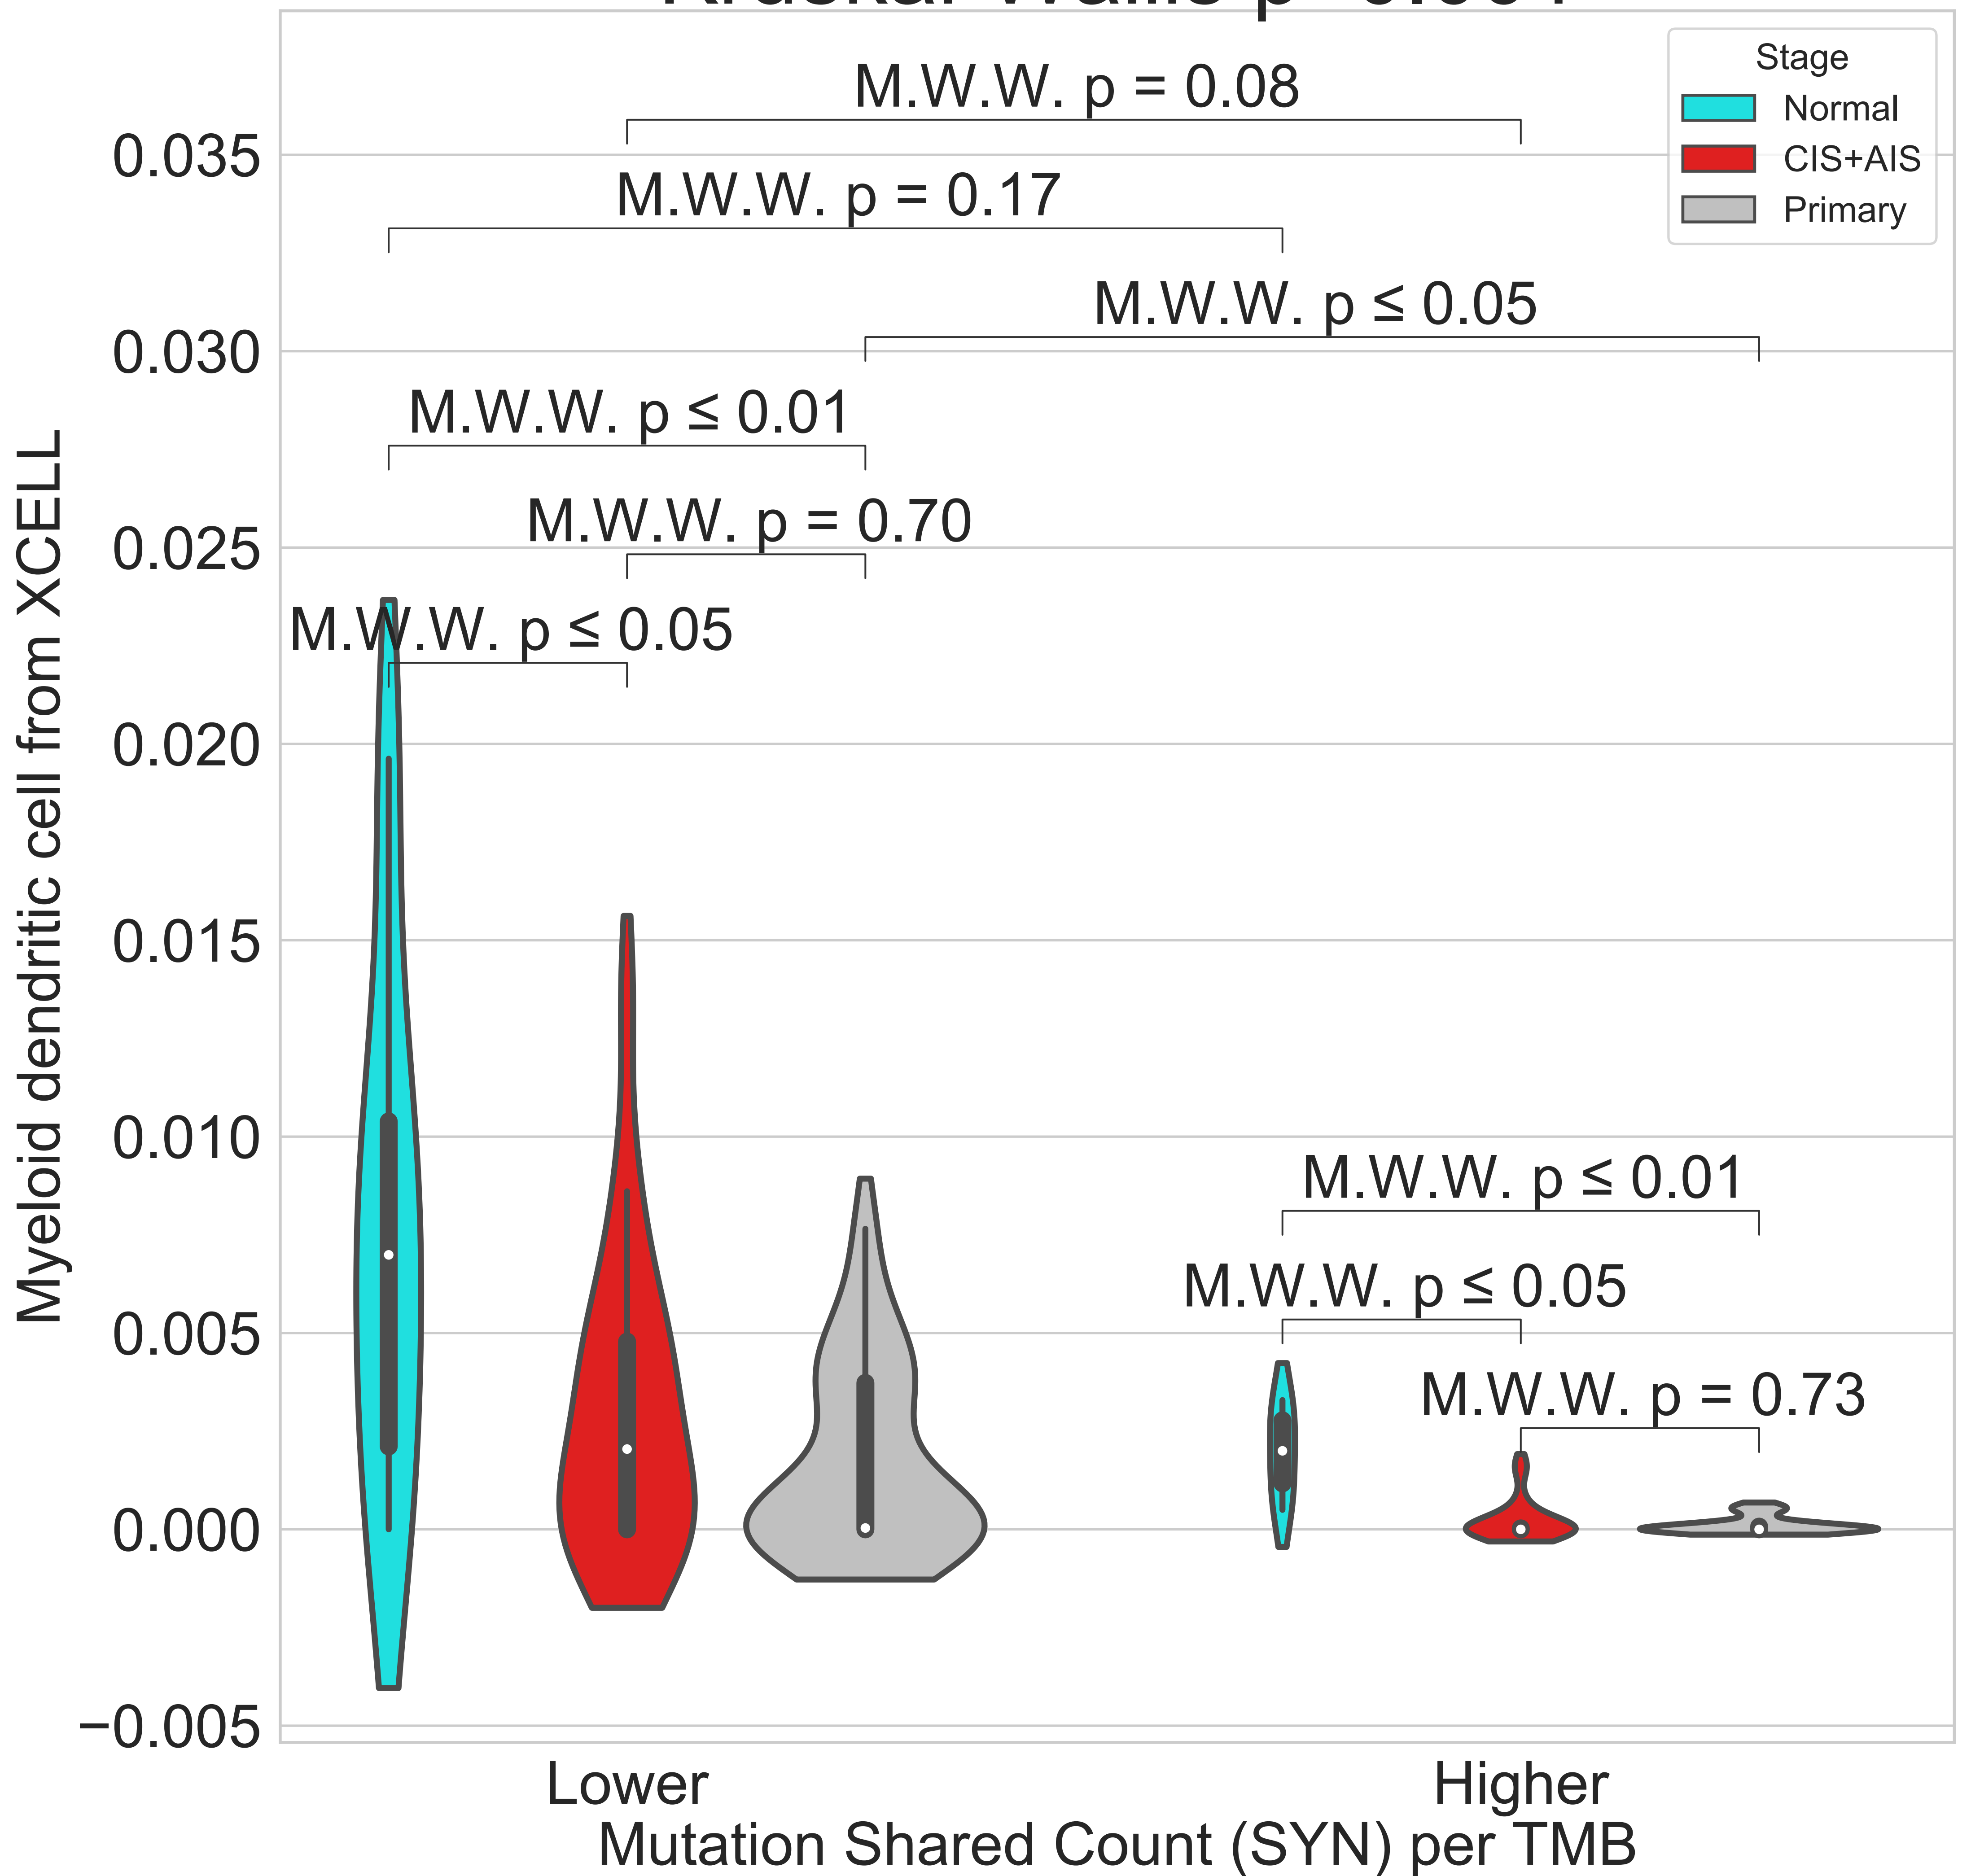 Stage
Normal
CIS+AIS
Primary
M.W.W. p = 0.08
M.W.W. p = 0.17
M.W.W. p ≤ 0.05
M.W.W. p ≤ 0.01
M.W.W. p = 0.70
M.W.W. p ≤ 0.05
M.W.W. p ≤ 0.01
M.W.W. p ≤ 0.05
M.W.W. p = 0.73
0.035
0.030
0.025
0.020
0.015
0.010
0.005
0.000
−0.005
Myeloid dendritic cell from XCELL
Lower
Higher
Mutation Shared Count (SYN) per TMB